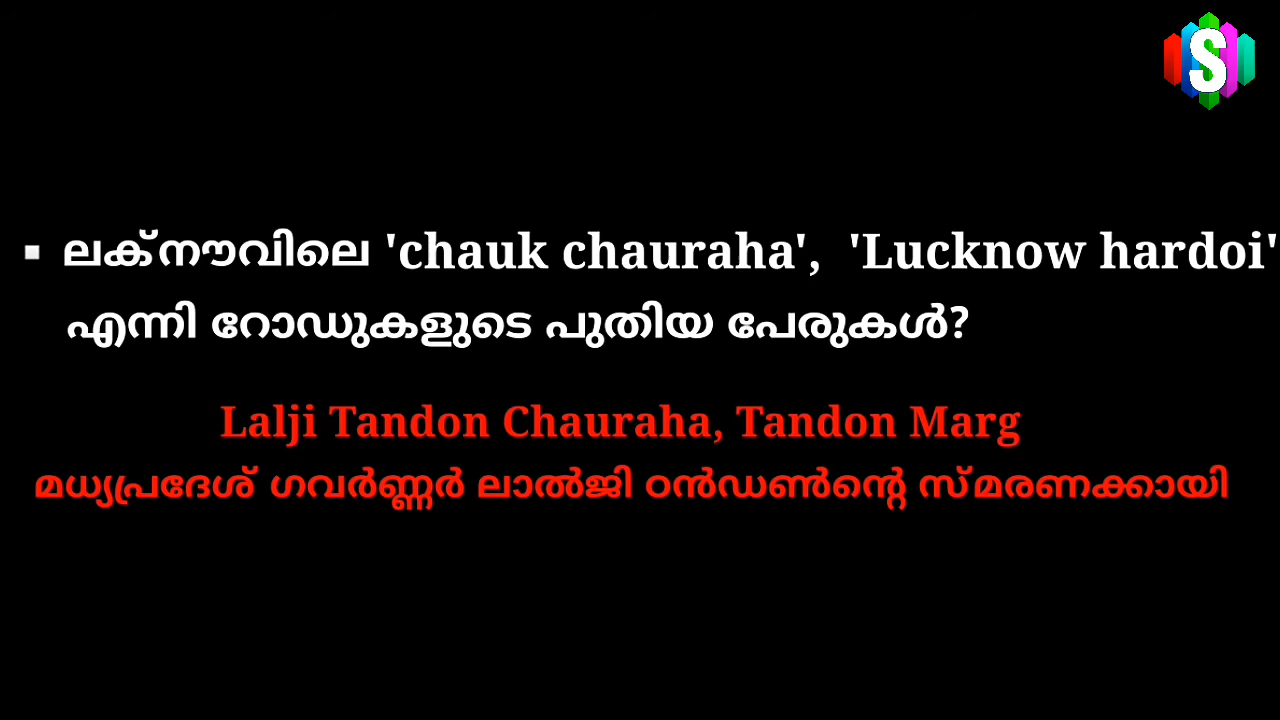 S
▪ ലക്നൗവിലെ 'chauk chauraha', 'Lucknow hardoi'
എന്നി റോഡുകളുടെ പുതിയ പേരുകൾ?
Lalji Tandon Chauraha, Tandon Marg
മധ്യപ്രദേശ് ഗവർണ്ണർ ലാൽജി ഠൻഡൺന്റെ സ്മരണക്കായി